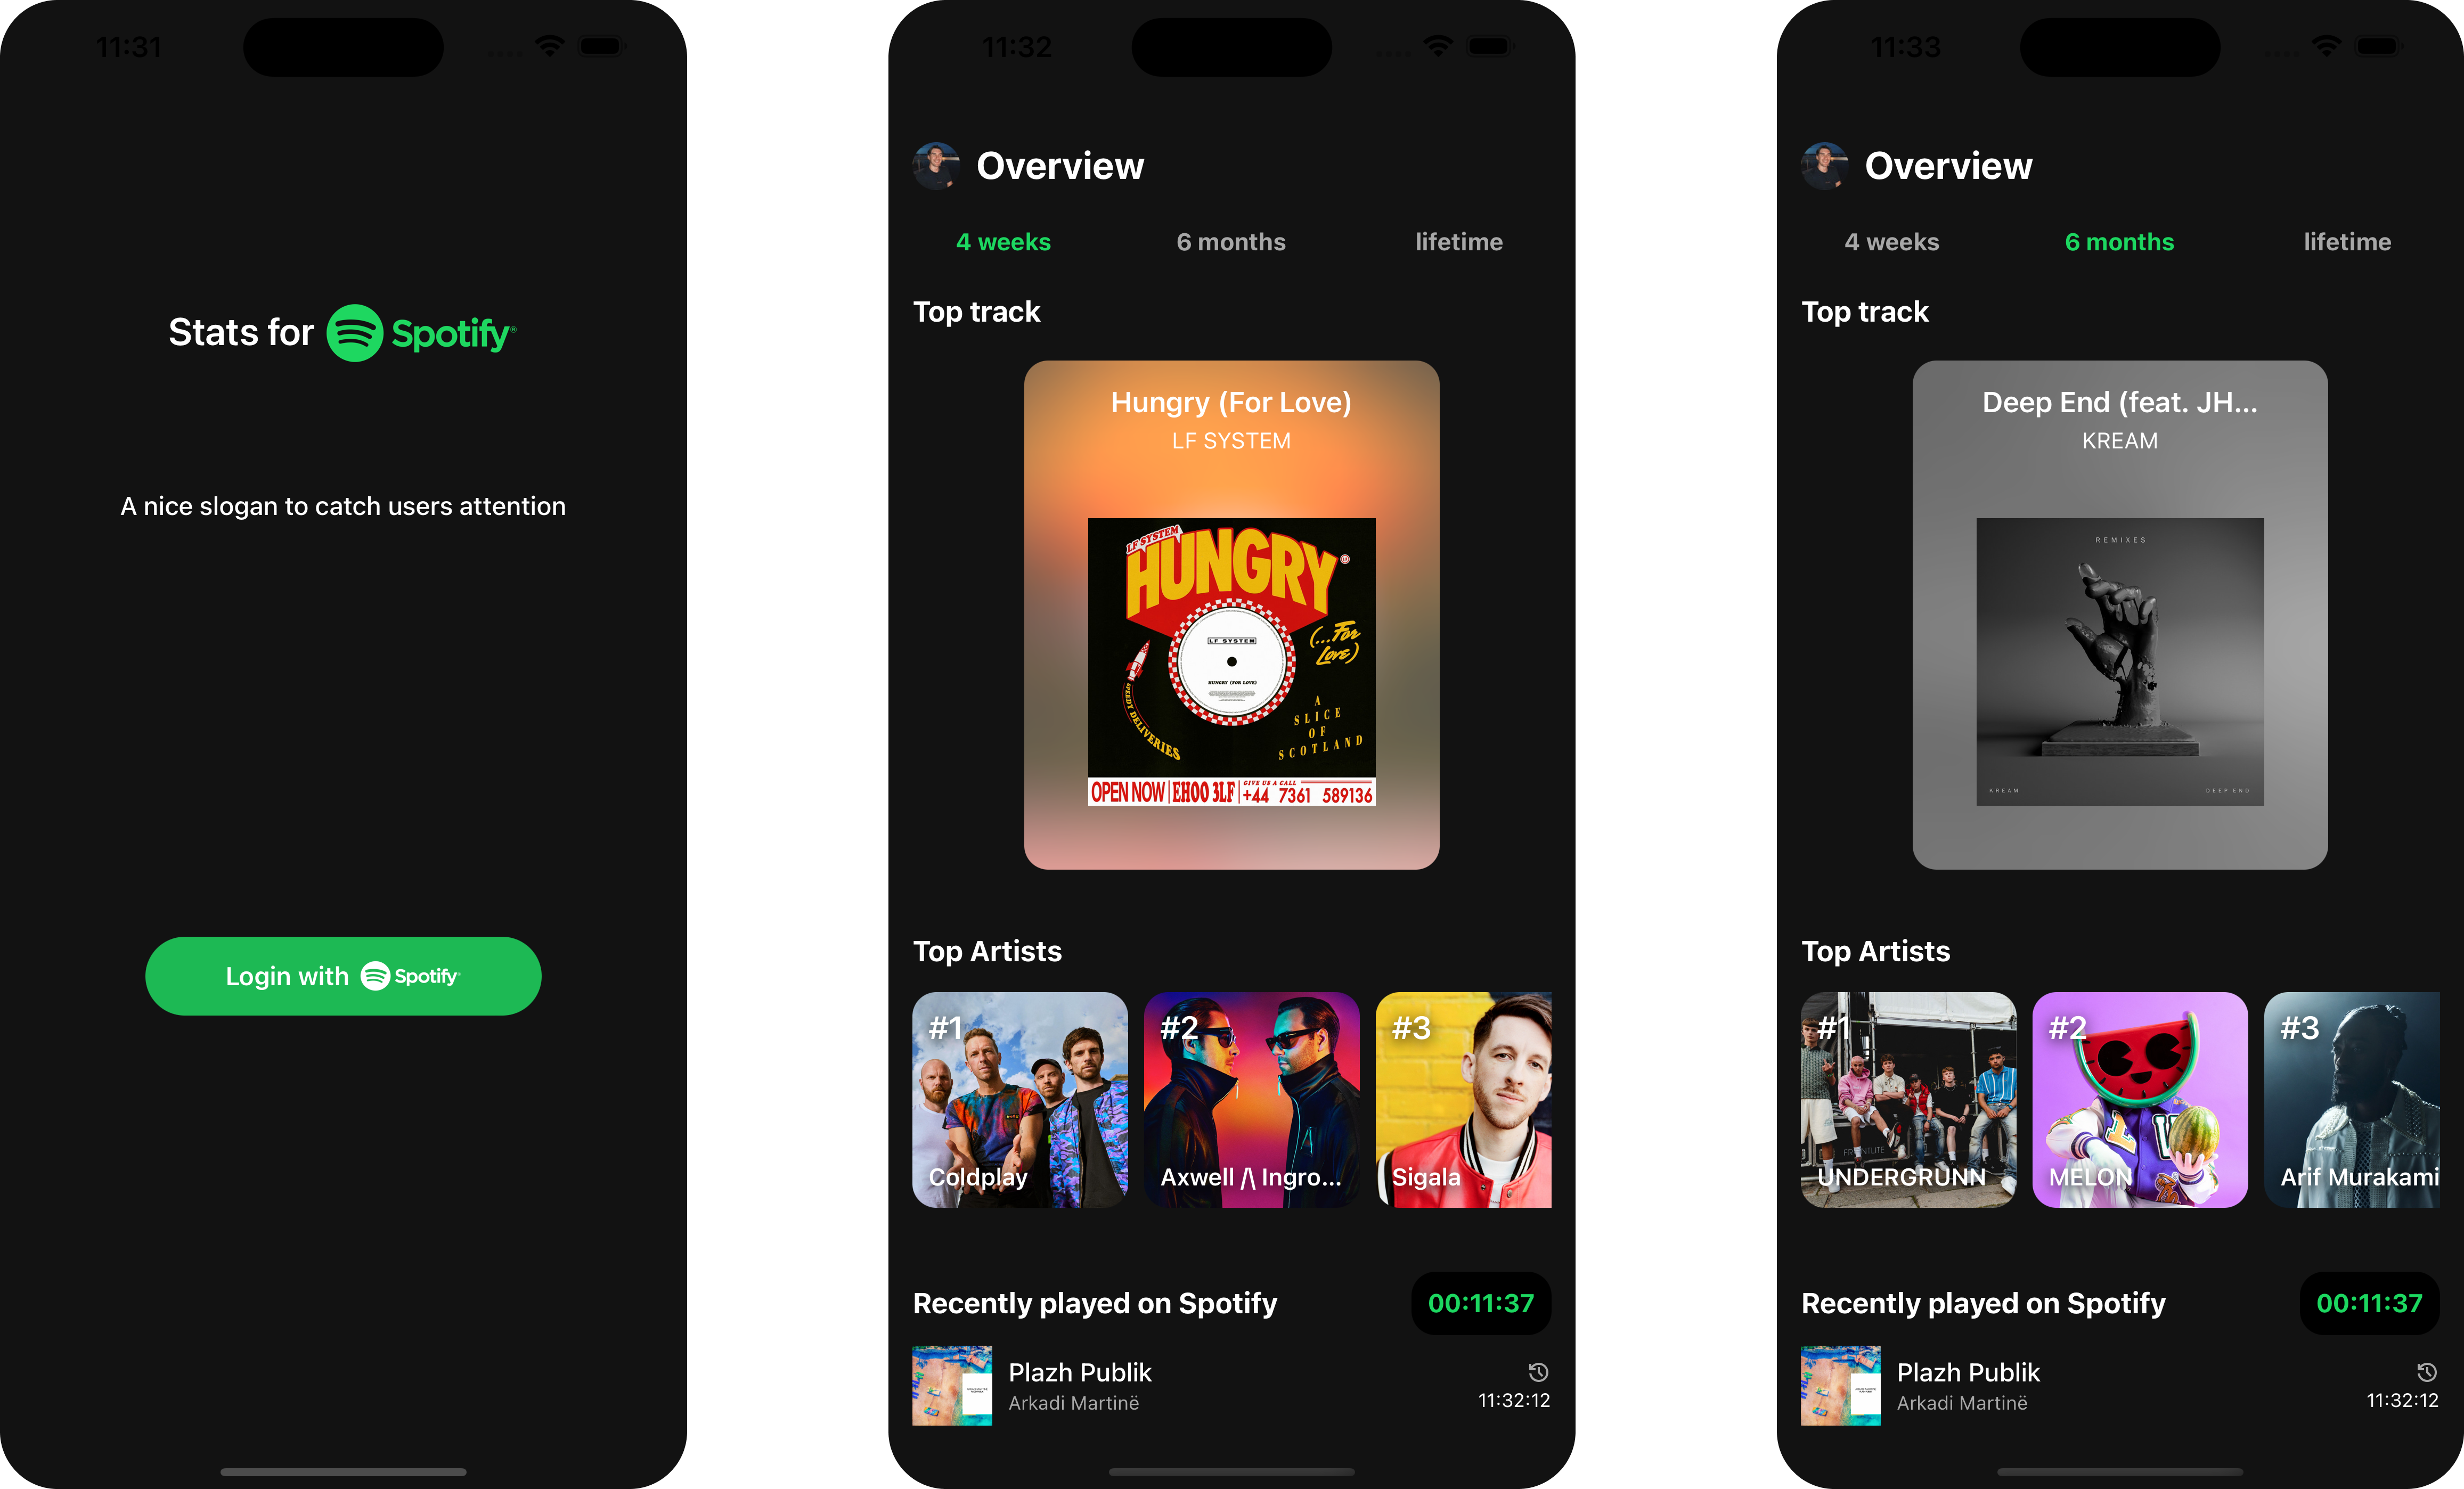 11:31
Stats for Spotify®
A nice slogan to catch users attention
Login with Spotify®
11:32
Overview
4 weeks 6 months lifetime
Top track
Hungry (For Love)
LF SYSTEM
LF SYSTEM
HUNGRY
(...For
Love)
LF SYSTEM
HUNGRY (FOR LOVE)
SPEEDY DELIVERIES
A
SLICE
OF
SCOTLAND
OPEN NOW EH00 3LF GIVE US A CALL
+44 7361 589136
Top Artists
#1 #2 #3
Coldplay Axwell /\ Ingro... Sigala
Recently played on Spotify 00:11:37
Plazh Publik
Arkadi Martinë 11:32:12
11:33
Overview
4 weeks 6 months lifetime
Top track
Deep End (feat. JH...
KREAM
REMIXES
KREAM DEEP END
Top Artists
#1 #2 #3
UNDERGRUNN MELON Arif Murakami
Recently played on Spotify 00:11:37
Plazh Publik
Arkadi Martinë 11:32:12